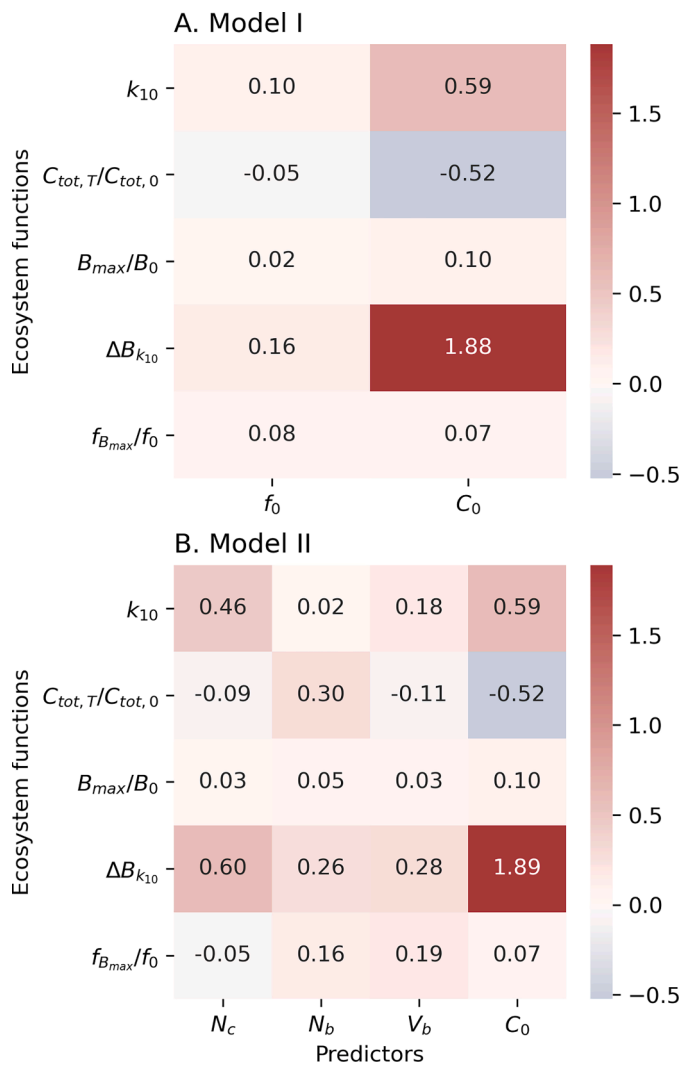 A. Model I
Ecosystem functions
k10 0.10 0.59
Ctot, T/Ctot, 0 -0.05 -0.52
Bmax/B0 0.02 0.10
ΔBk10 0.16 1.88
fBmax/f0 0.08 0.07
f0 C0
1.5
1.0
0.5
0.0
−0.5
B. Model II
Ecosystem functions
k10 0.46 0.02 0.18 0.59
Ctot, T/Ctot, 0 -0.09 0.30 -0.11 -0.52
Bmax/B0 0.03 0.05 0.03 0.10
ΔBk10 0.60 0.26 0.28 1.89
fBmax/f0 -0.05 0.16 0.19 0.07
Nc Nb Vb C0
Predictors
1.5
1.0
0.5
0.0
−0.5